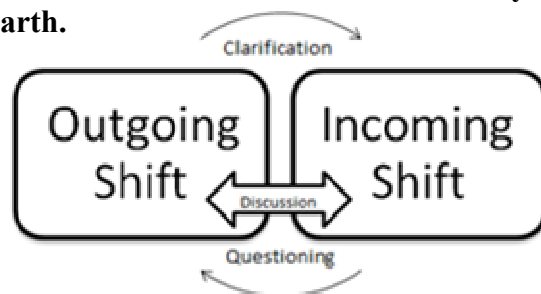 arth.
Clarification
Outgoing Incoming
Shift Shift
Discussion
Questioning